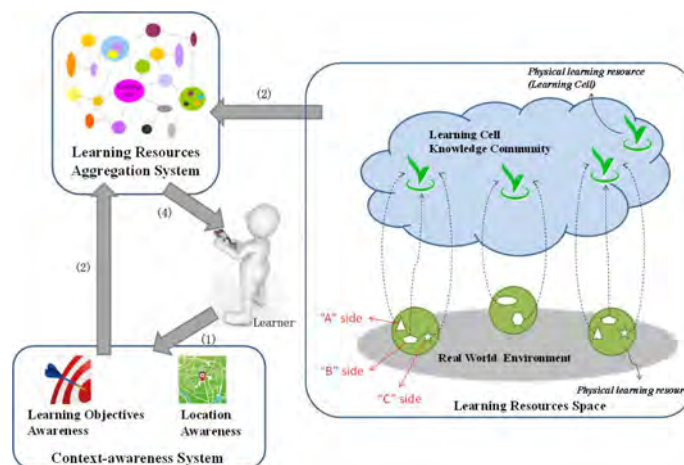 Learning Resources
Aggregation System
(2)
(4)
(2)
Learner
(1)
Learning Objectives
Awareness
Location
Awareness
Context-awareness System
Physical learning resource
(Learning Cell)
Learning Cell
Knowledge Community
"A" side
"B" side
"C" side
Real World Environment
Physical learning resour
Learning Resources Space